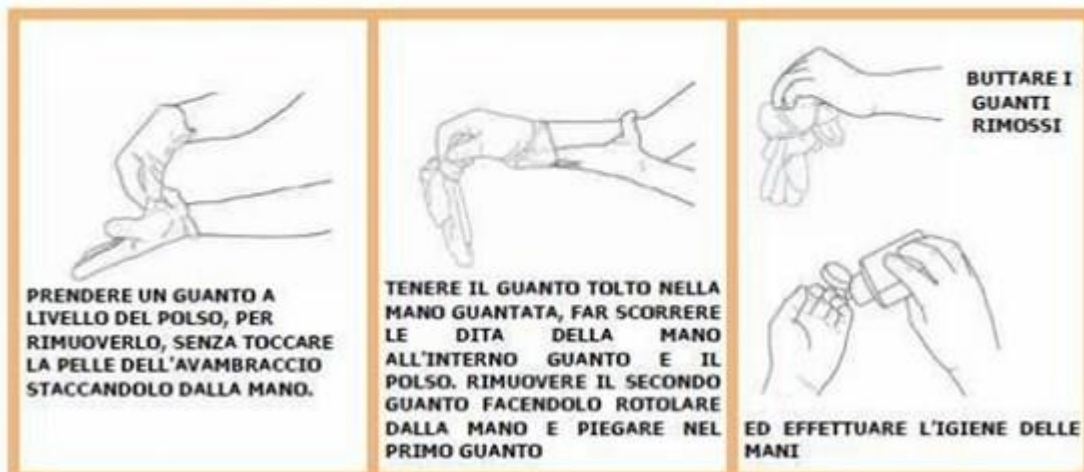 PRENDERE UN GUANTO A
LIVELLO DEL POLSO, PER
RIMUOVERLO, SENZA TOCCARE
LA PELLE DELL'AVAMBRACCIO
STACCANDOLO DALLA MANO.
TENERE IL GUANTO TOLTO NELLA
MANO GUANTATA, FAR SCORRERE
LE DITA DELLA MANO
ALL'INTERNO GUANTO E IL
POLSO. RIMUOVERE IL SECONDO
GUANTO FACENDOLO ROTOLARE
DALLA MANO E PIEGARE NEL
PRIMO GUANTO
BUTTARE I
GUANTI
RIMOSSI
ED EFFETTUARE L'IGIENE DELLE
MANI